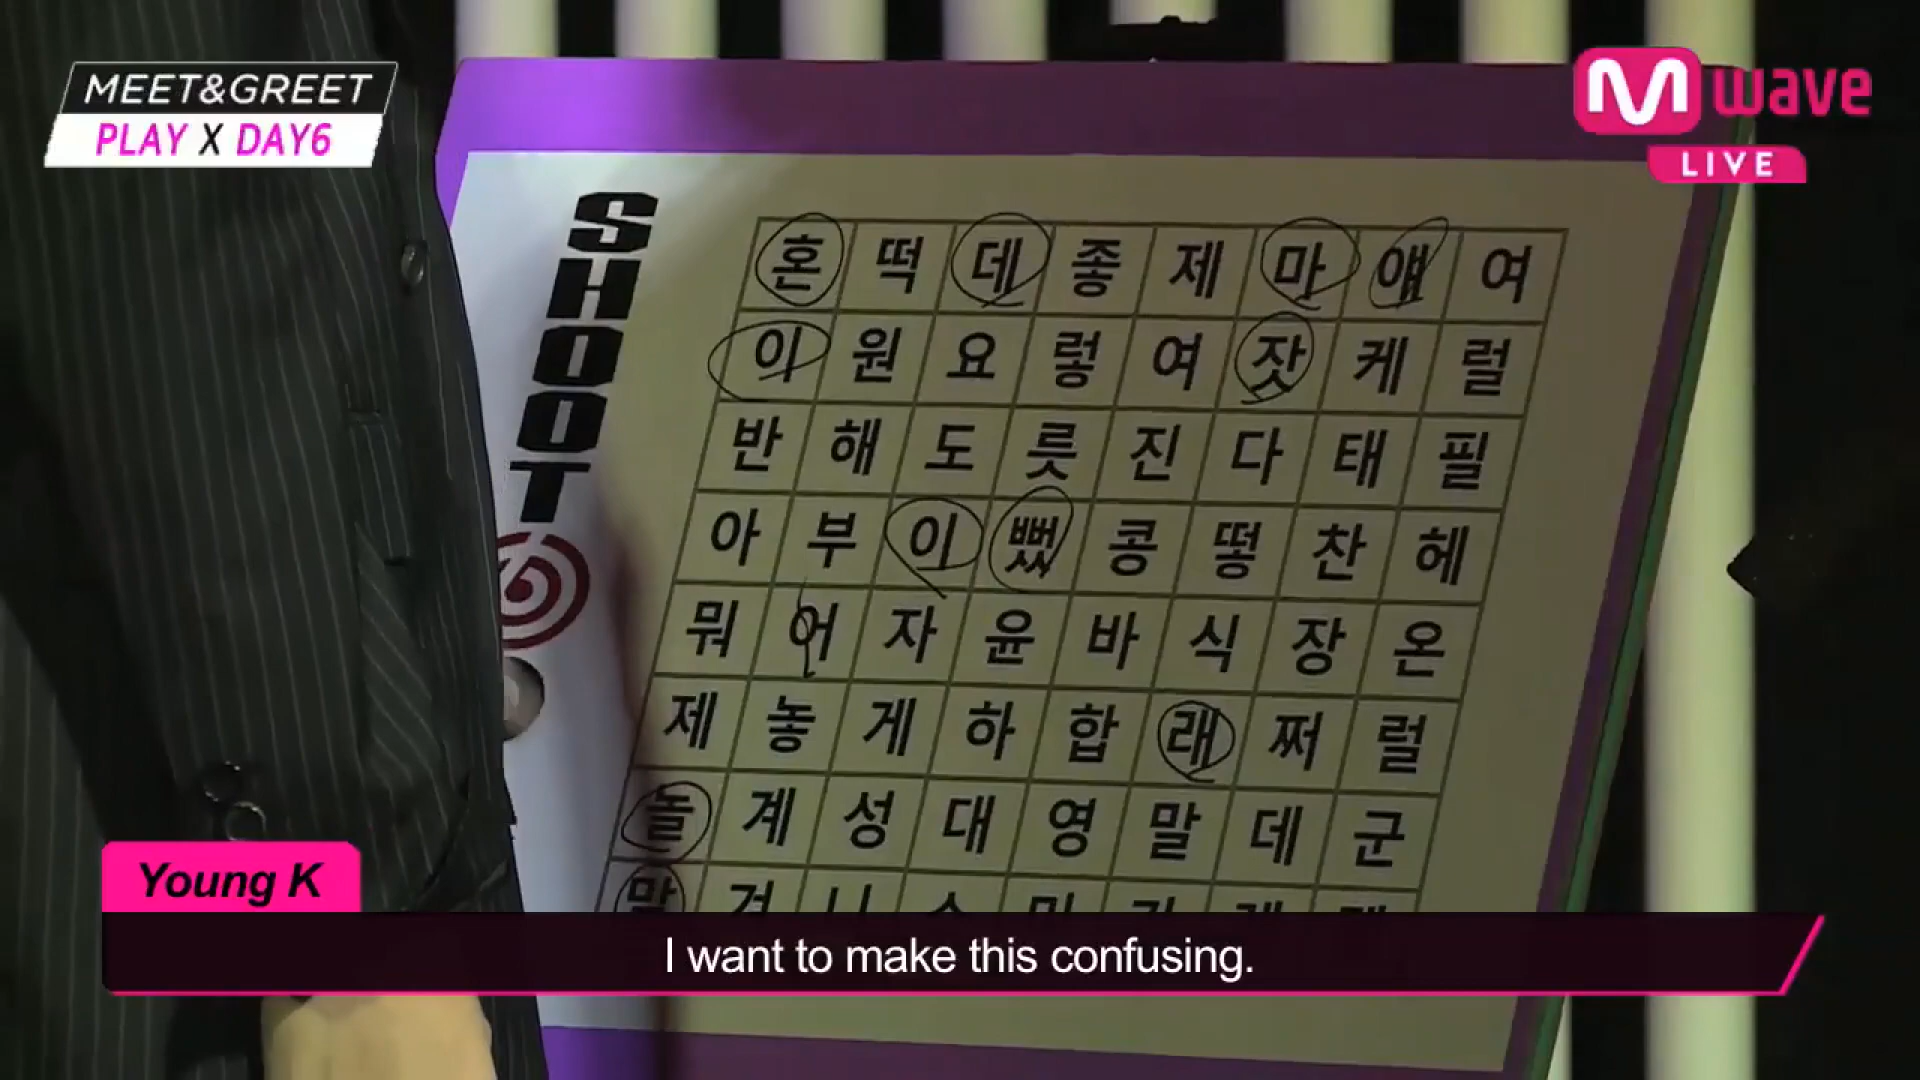 MEET&GREET
PLAY X DAY6
Mwave
LIVE
SHOOT
6
혼 떡 데 좋 제 마 얘 여
이 원 요 렇 여 잣 케 럴
반 해 도 릇 진 다 태 필
아 부 이 뻤 콩 떻 찬 헤
뭐 어 자 윤 바 식 장 온
제 놓 게 하 합 래 쩌 럴
놀 계 성 대 영 말 데 군
말
Young K
I want to make this confusing.